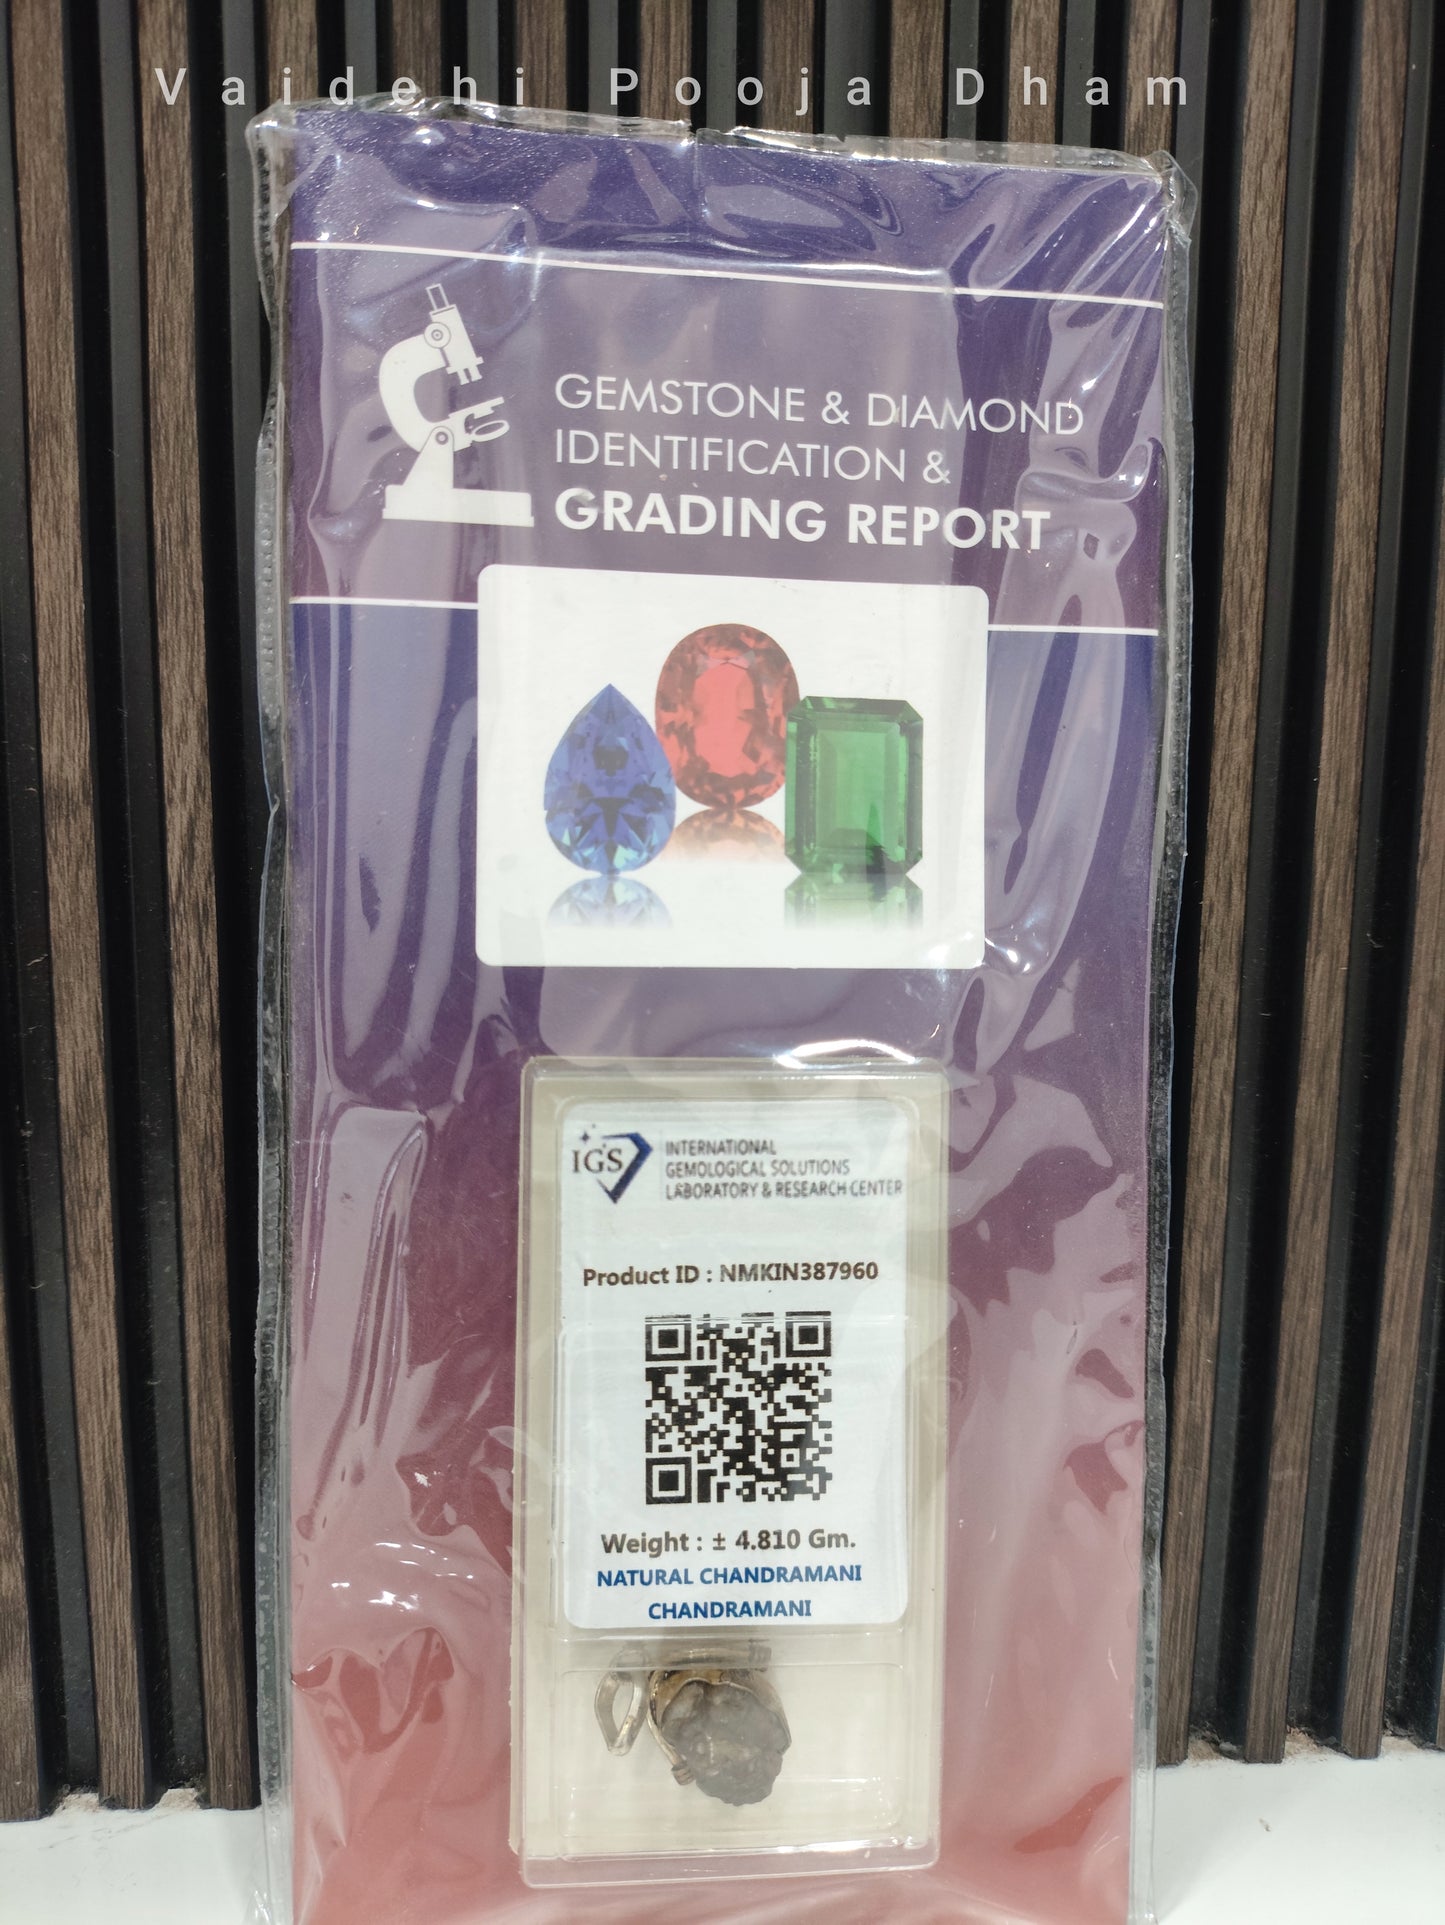 Vaidehi Pooja Dham
GEMSTONE & DIAMOND
IDENTIFICATION &
GRADING REPORT
IGS
INTERNATIONAL
GEMOLOGICAL SOLUTIONS
LABORATORY & RESEARCH CENTER
Product ID : NMKIN387960
Weight : ± 4.810 Gm.
NATURAL CHANDRAMANI
CHANDRAMANI